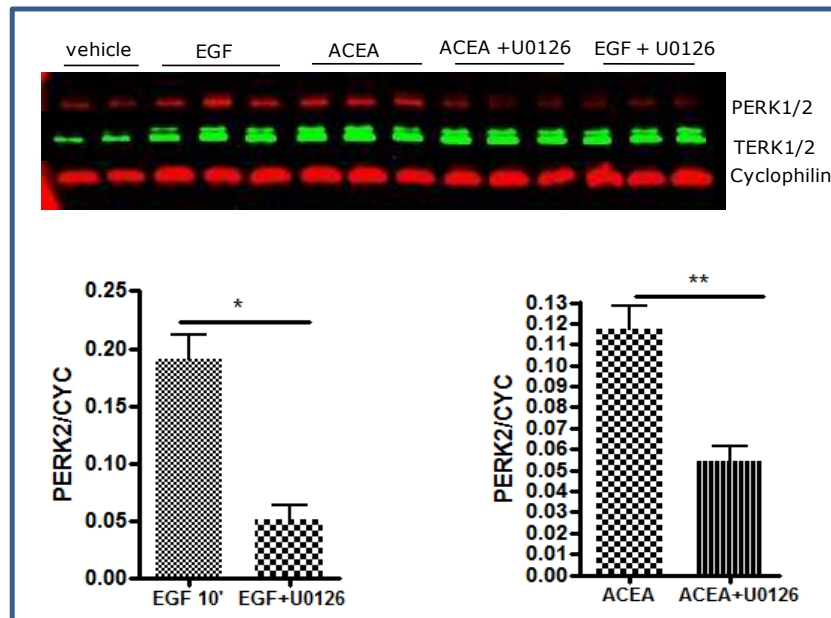 vehicle EGF ACEA ACEA +U0126 EGF + U0126
PERK1/2
TERK1/2
Cyclophilin
PERK2/CYC
0.25
0.20
0.15
0.10
0.05
0.00
*
EGF 10' EGF+U0126
PERK2/CYC
0.13
0.12
0.11
0.10
0.09
0.08
0.07
0.06
0.05
0.04
0.03
0.02
0.01
0.00
**
ACEA ACEA+U0126